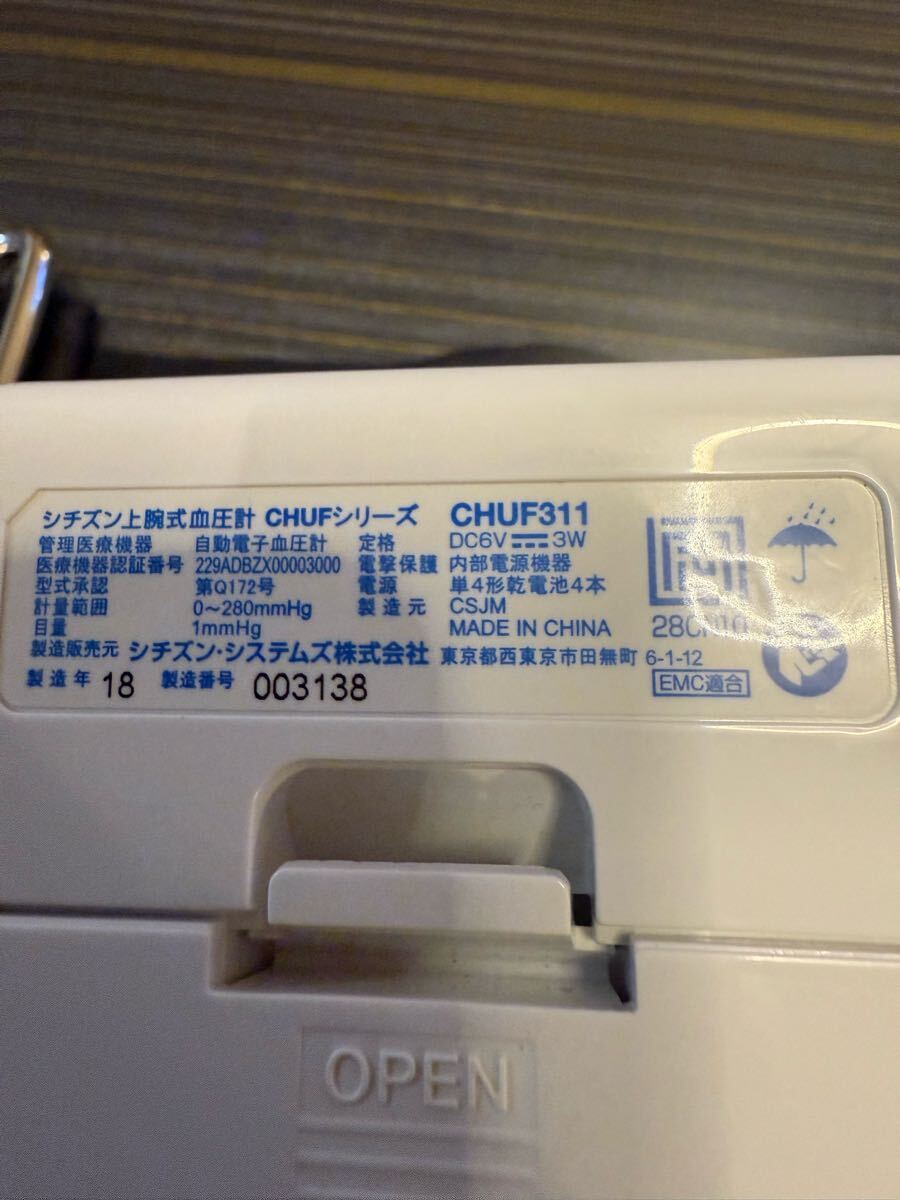 シチズン上腕式血圧計 CHUFシリーズ CHUF311
管理医療機器 自動電子血圧計 定格 DC6V 3W
医療機器認証番号 229ADBZX00003000 電撃保護 内部電源機器
型式承認 第Q172号 電源 単4形乾電池4本
計量範囲 0～280mmHg 製造元 CSJM
目量 1mmHg MADE IN CHINA
製造販売元 シチズン・システムズ株式会社 東京都西東京市田無町 6-1-12
製造年 18 製造番号 003138 EMC適合
OPEN